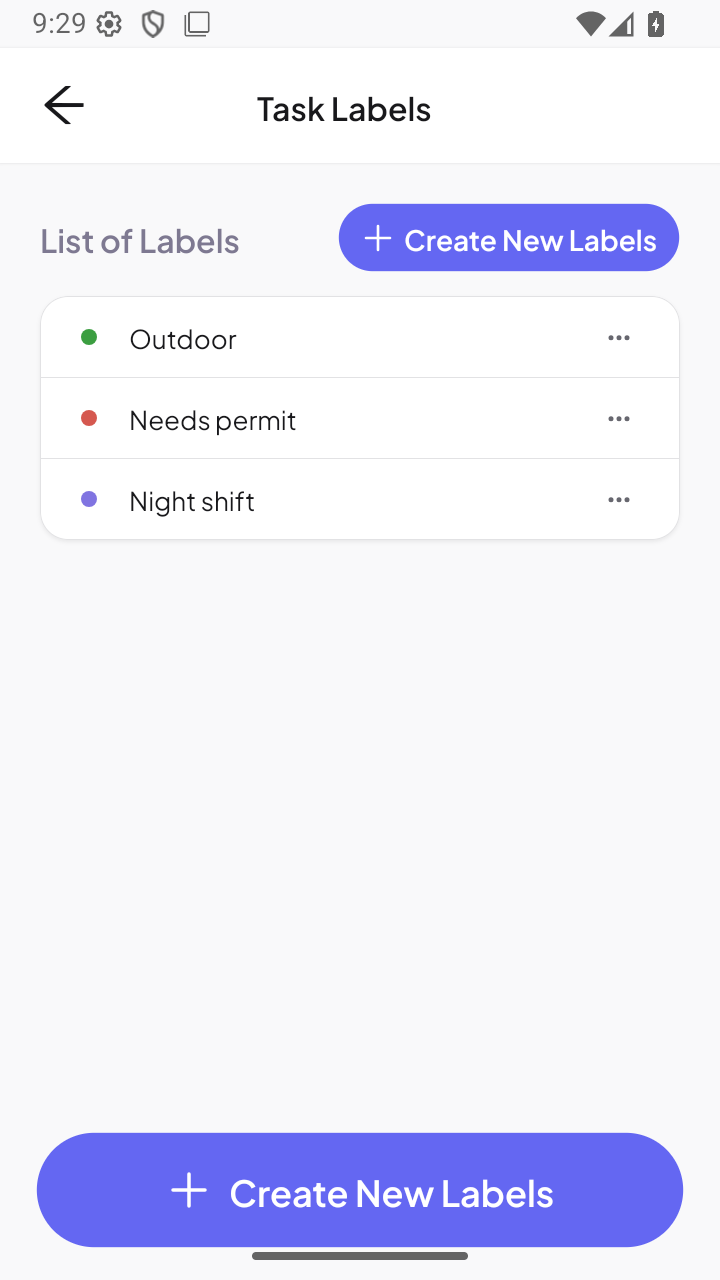 9:29
Task Labels
List of Labels
Create New Labels
Outdoor
Needs permit
Night shift
Create New Labels